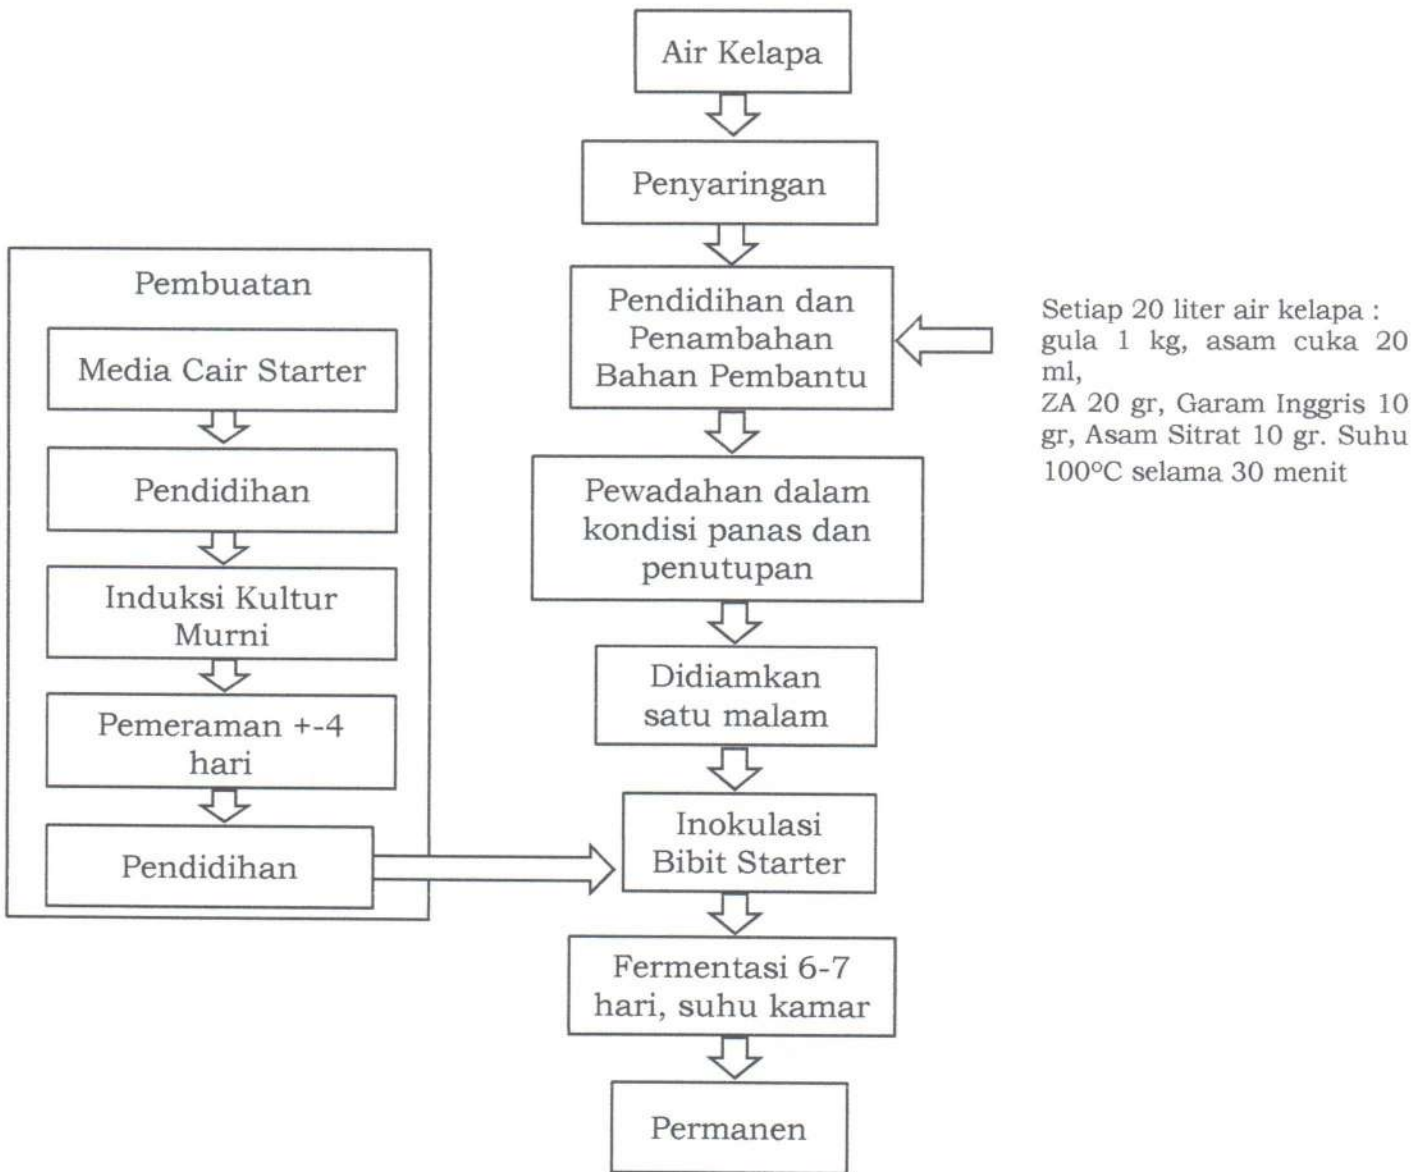 Air Kelapa
Penyaringan
Pendidihan dan
Penambahan
Bahan Pembantu
Setiap 20 liter air kelapa :
gula 1 kg, asam cuka 20
ml,
ZA 20 gr, Garam Inggris 10
gr, Asam Sitrat 10 gr. Suhu
100°C selama 30 menit
Pewadahan dalam
kondisi panas dan
penutupan
Didiamkan
satu malam
Pembuatan
Media Cair Starter
Pendidihan
Induksi Kultur
Murni
Pemeraman +-4
hari
Pendidihan
Inokulasi
Bibit Starter
Fermentasi 6-7
hari, suhu kamar
Permanen